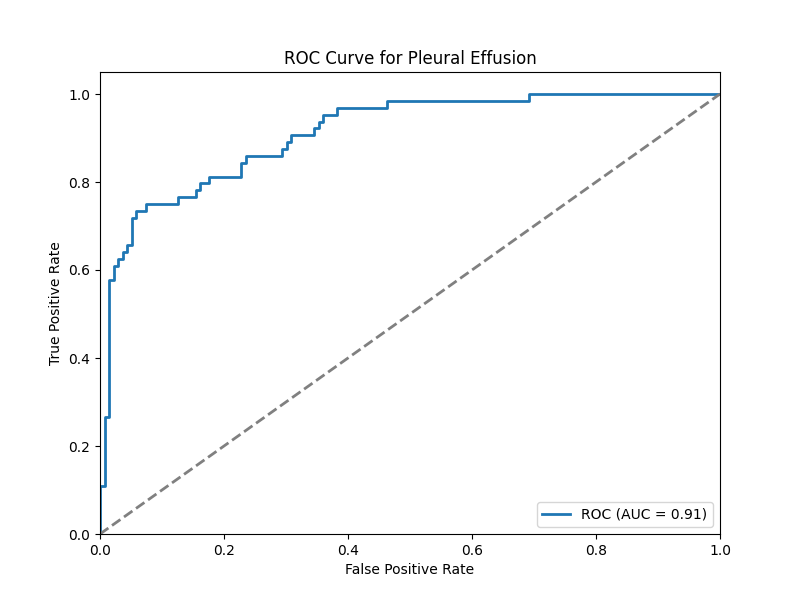 ROC Curve for Pleural Effusion
1.0
0.8
0.6
0.4
0.2
0.0
True Positive Rate
ROC (AUC = 0.91)
0.0 0.2 0.4 0.6 0.8 1.0
False Positive Rate